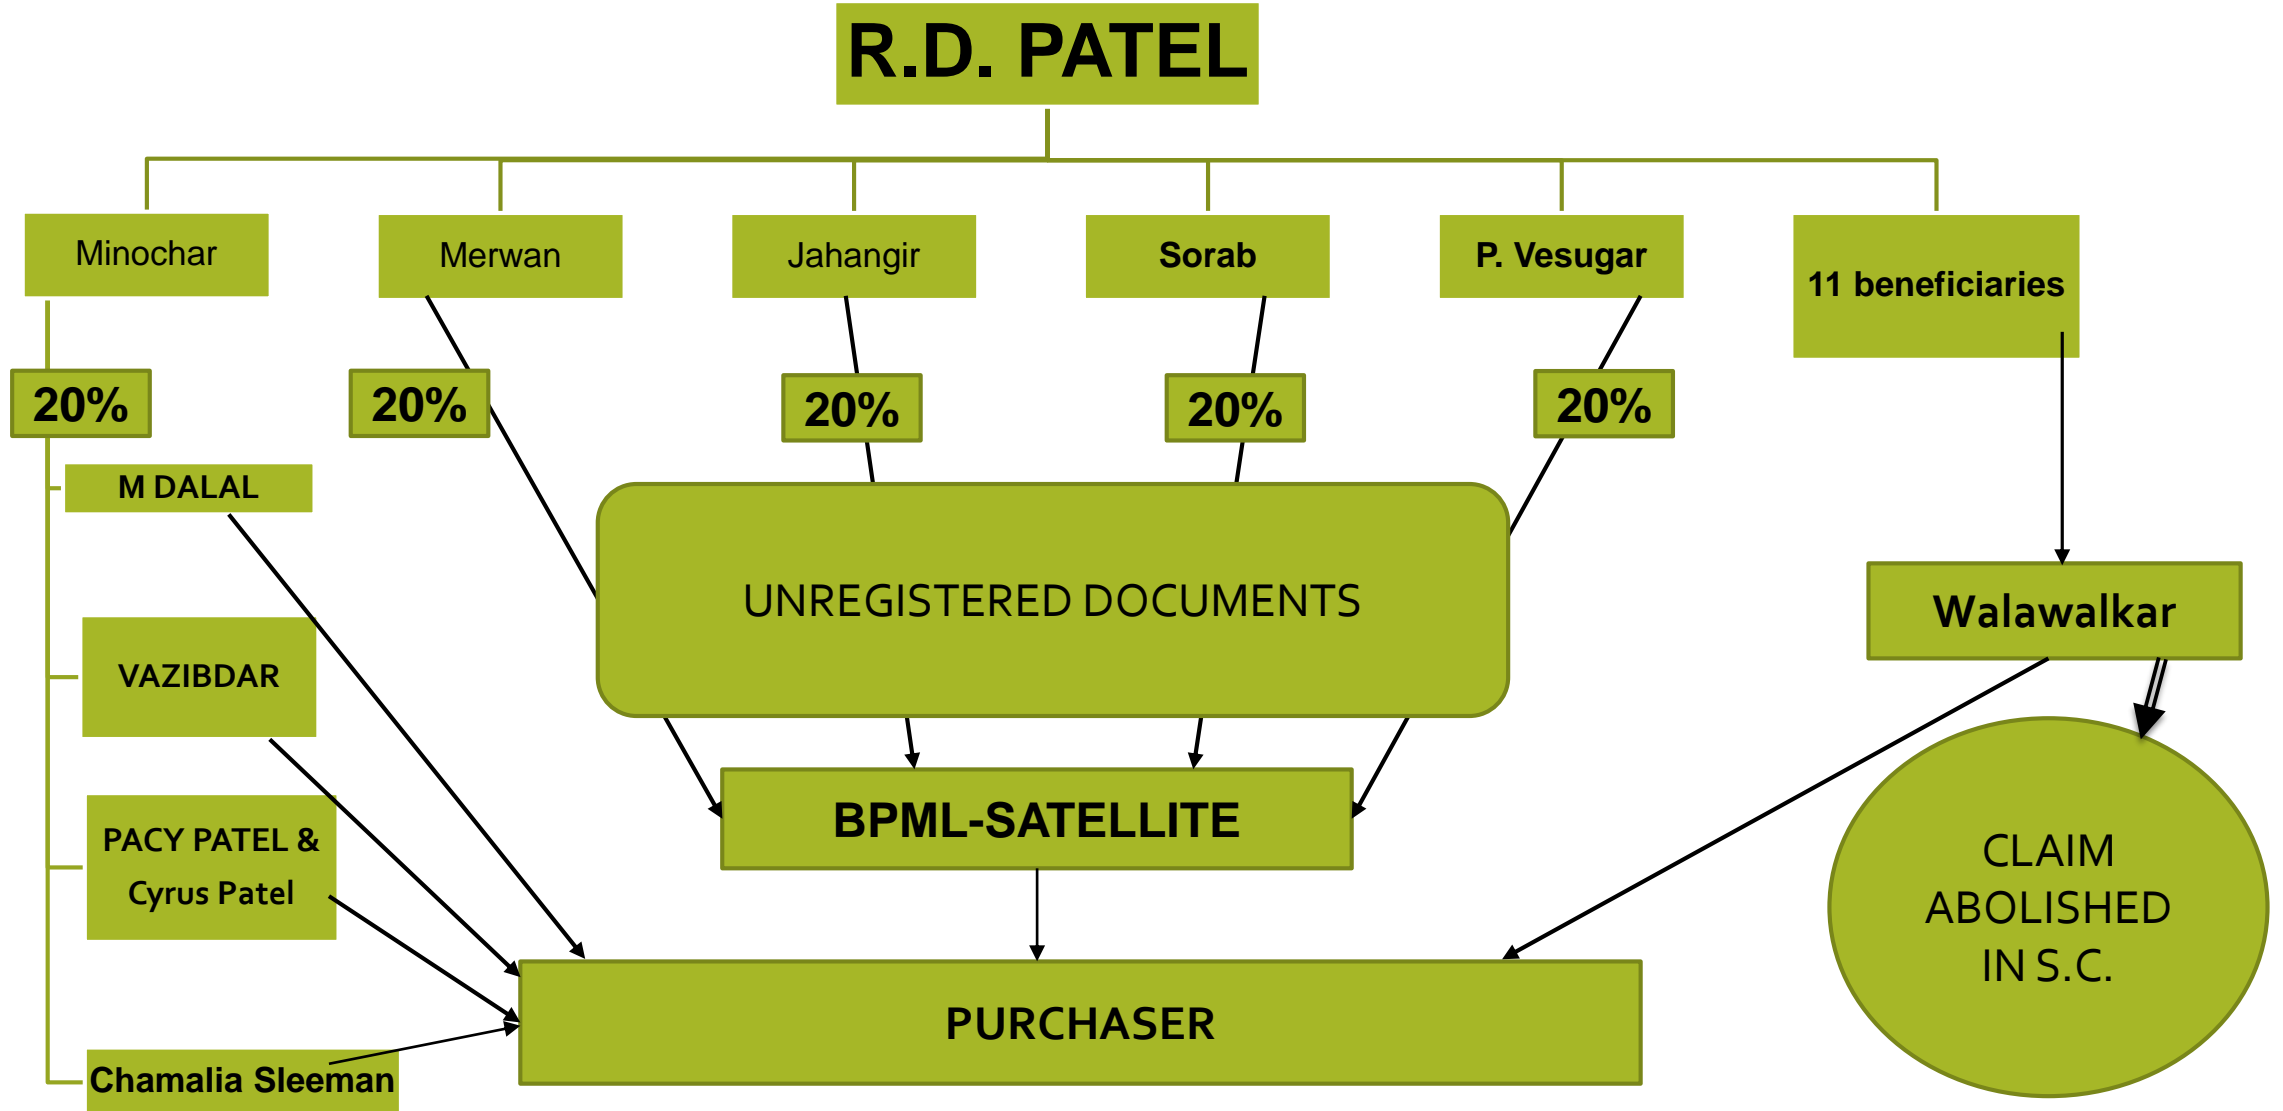 R.D. PATEL
Minochar
Merwan
Jahangir
Sorab
P. Vesugar
11 beneficiaries
20%
20%
20%
20%
20%
M DALAL
UNREGISTERED DOCUMENTS
Walawalkar
VAZIBDAR
BPML-SATELLITE
PACY PATEL &
Cyrus Patel
CLAIM
ABOLISHED
IN S.C.
PURCHASER
Chamalia Sleeman